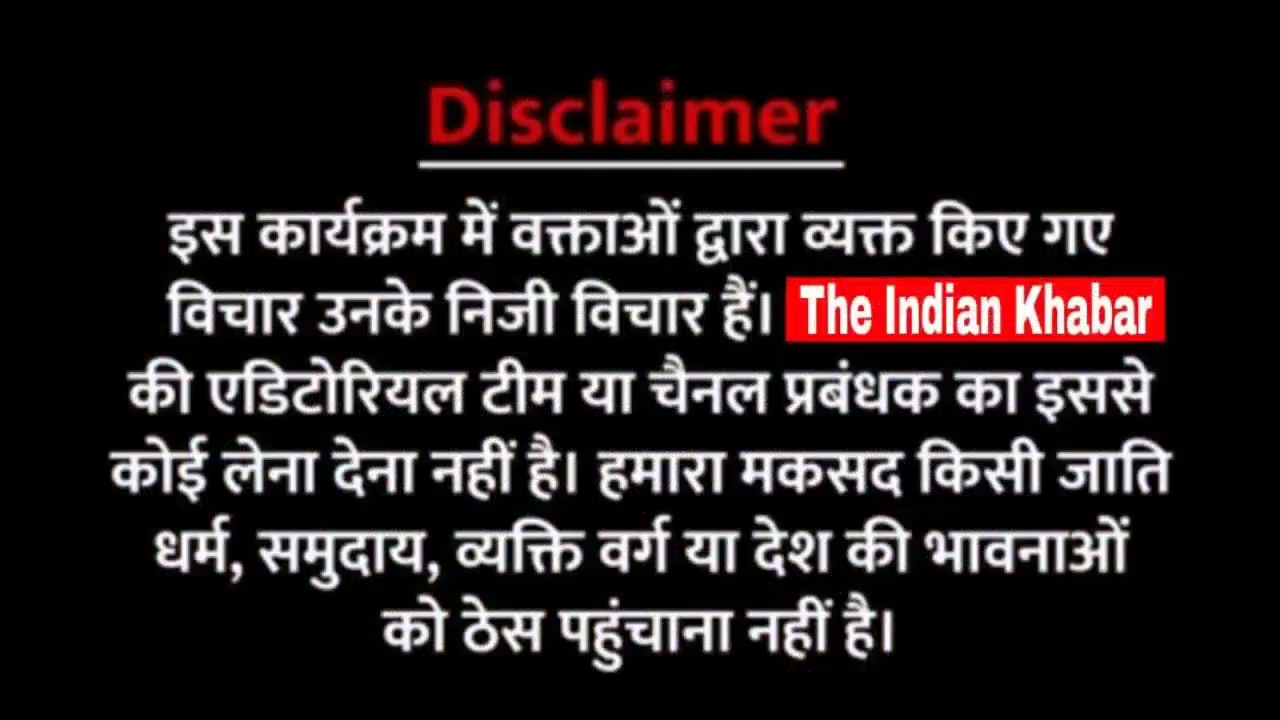 Disclaimer
इस कार्यक्रम में वक्ताओं द्वारा व्यक्त किए गए
विचार उनके निजी विचार हैं। The Indian Khabar
की एडिटोरियल टीम या चैनल प्रबंधक का इससे
कोई लेना देना नहीं है। हमारा मकसद किसी जाति
धर्म, समुदाय, व्यक्ति वर्ग या देश की भावनाओं
को ठेस पहुंचाना नहीं है।